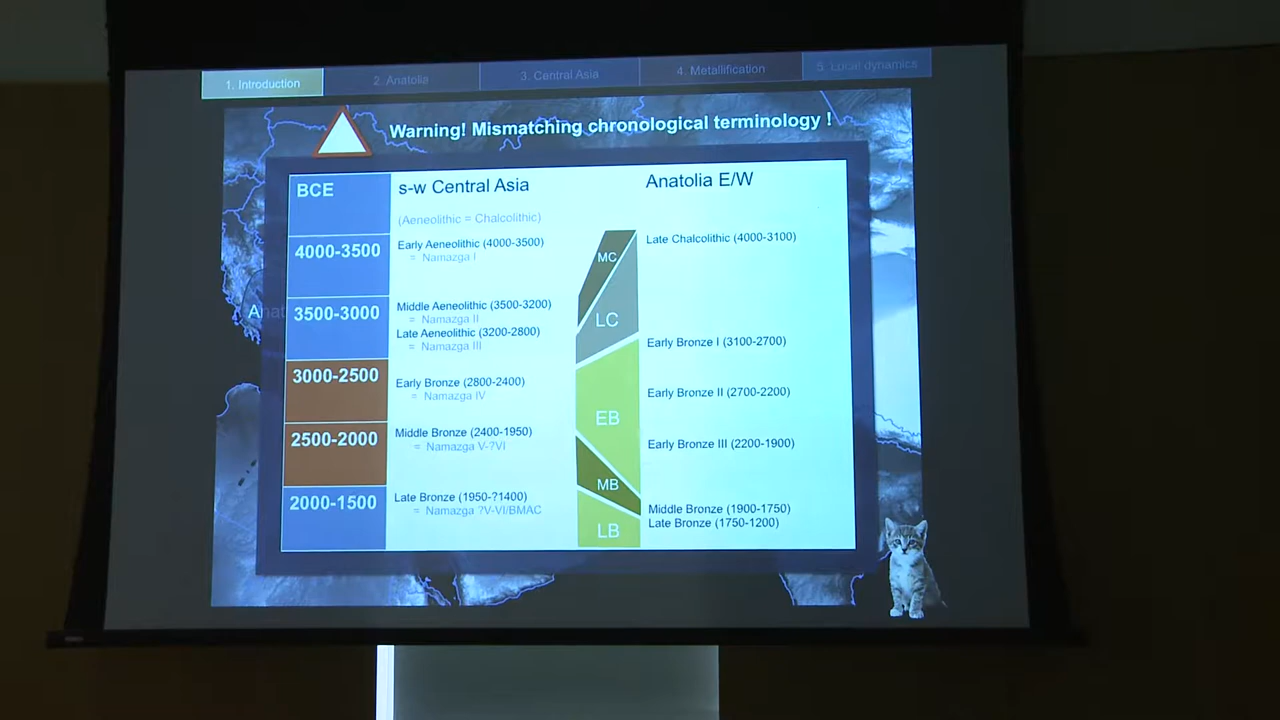 1. Introduction
2. Anatolia
3. Central Asia
4. Metallification
5. Local dynamics
Warning! Mismatching chronological terminology !
BCE
s-w Central Asia
Anatolia E/W
(Aeneolithic = Chalcolithic)
4000-3500
Early Aeneolithic (4000-3500)
= Namazga I
MC
Late Chalcolithic (4000-3100)
Anat
3500-3000
Middle Aeneolithic (3500-3200)
= Namazga II
LC
Late Aeneolithic (3200-2800)
= Namazga III
Early Bronze I (3100-2700)
3000-2500
Early Bronze (2800-2400)
= Namazga IV
Early Bronze II (2700-2200)
EB
2500-2000
Middle Bronze (2400-1950)
= Namazga V-?VI
Early Bronze III (2200-1900)
MB
2000-1500
Late Bronze (1950-?1400)
= Namazga ?V-VI/BMAC
LB
Middle Bronze (1900-1750)
Late Bronze (1750-1200)